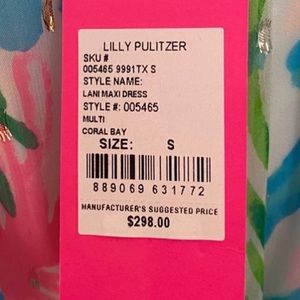 LILLY PULITZER
SKU #
005465 9991TX S
STYLE NAME:
LANI MAXI DRESS
STYLE #: 005465
MULTI
CORAL BAY
SIZE: S
889069 631772
MANUFACTURER'S SUGGESTED PRICE
$298.00